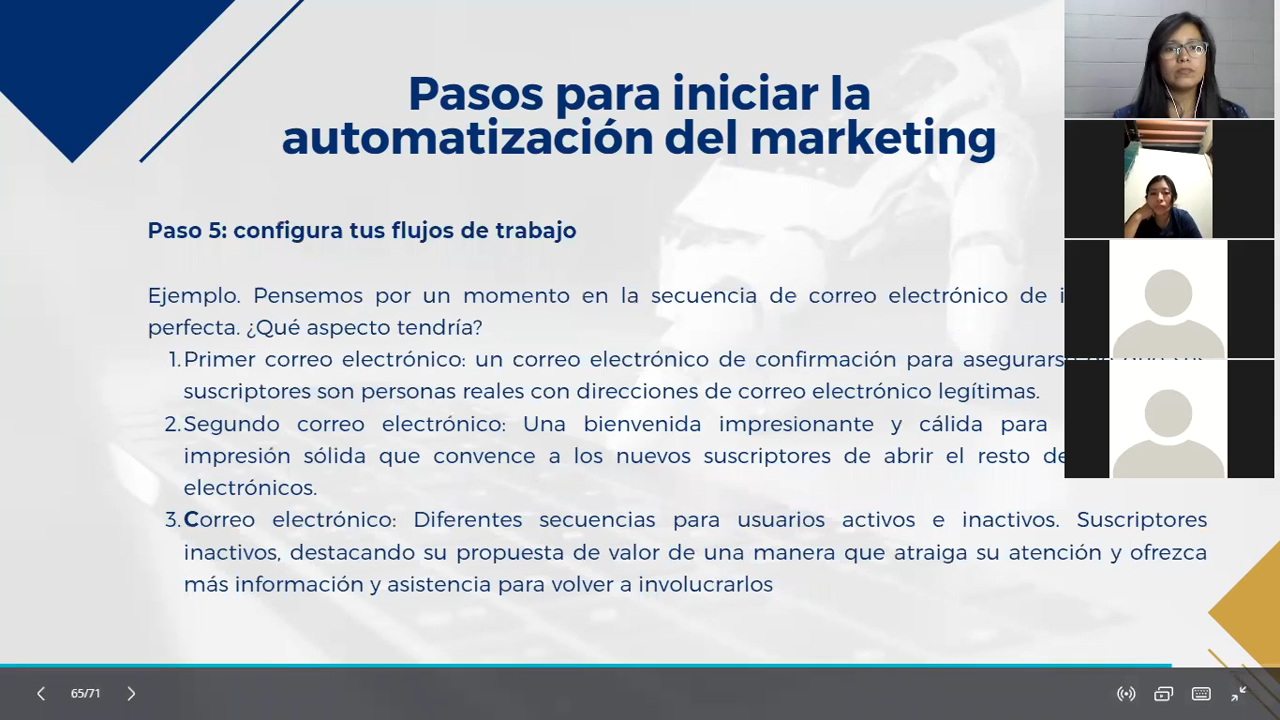 Pasos para iniciar la
automatización del marketing
Paso 5: configura tus flujos de trabajo
Ejemplo. Pensemos por un momento en la secuencia de correo electrónico de
perfecta. ¿Qué aspecto tendría?
1.Primer correo electrónico: un correo electrónico de confirmación para
suscriptores son personas reales con direcciones de correo electrónico legítimas.
2.Segundo correo electrónico: Una bienvenida impresionante y cálida para
impresión sólida que convence a los nuevos suscriptores de abrir el resto
electrónicos.
3.Correo electrónico: Diferentes secuencias para usuarios activos e inactivos. Suscriptores
inactivos, destacando su propuesta de valor de una manera que atraiga su atención y ofrezca
más información y asistencia para volver a involucrarlos
65/71